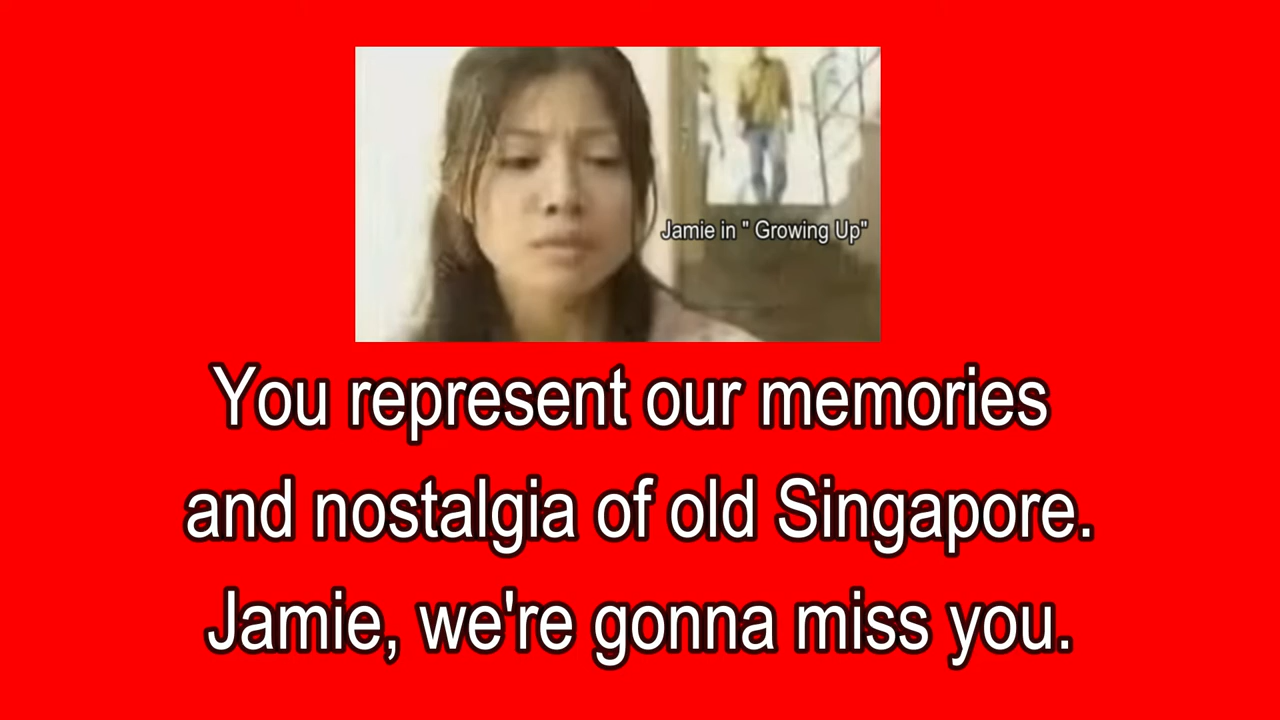 Jamie in " Growing Up"
You represent our memories
and nostalgia of old Singapore.
Jamie, we're gonna miss you.